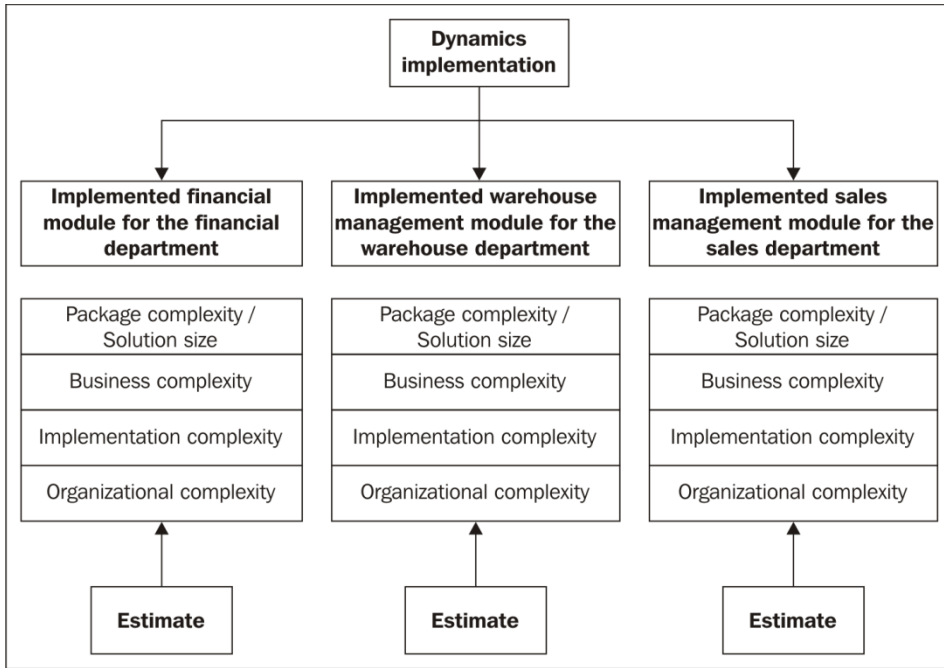 Dynamics
implementation
Implemented financial
module for the financial
department
Implemented warehouse
management module for the
warehouse department
Implemented sales
management module for the
sales department
Package complexity /
Solution size
Business complexity
Implementation complexity
Organizational complexity
Package complexity /
Solution size
Business complexity
Implementation complexity
Organizational complexity
Package complexity /
Solution size
Business complexity
Implementation complexity
Organizational complexity
Estimate
Estimate
Estimate